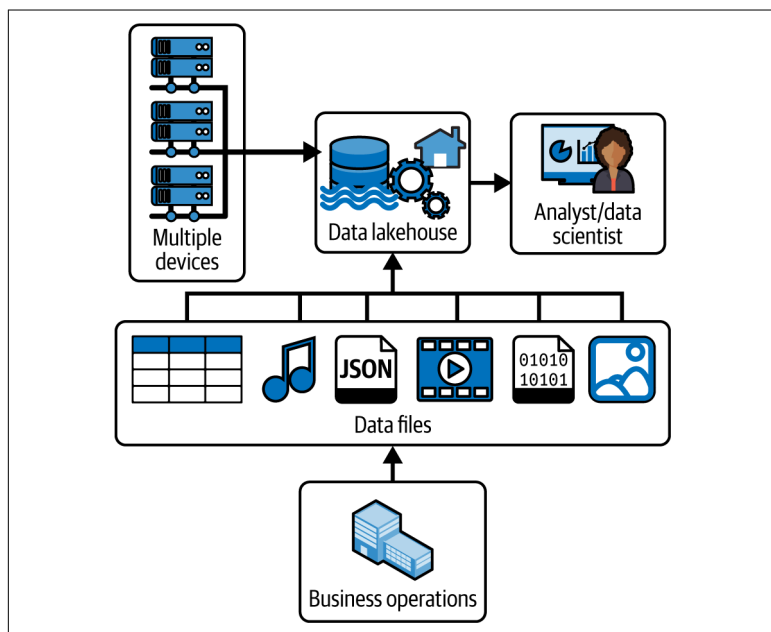 Multiple
devices
Data lakehouse
Analyst/data
scientist
JSON
01010
10101
Data files
Business operations